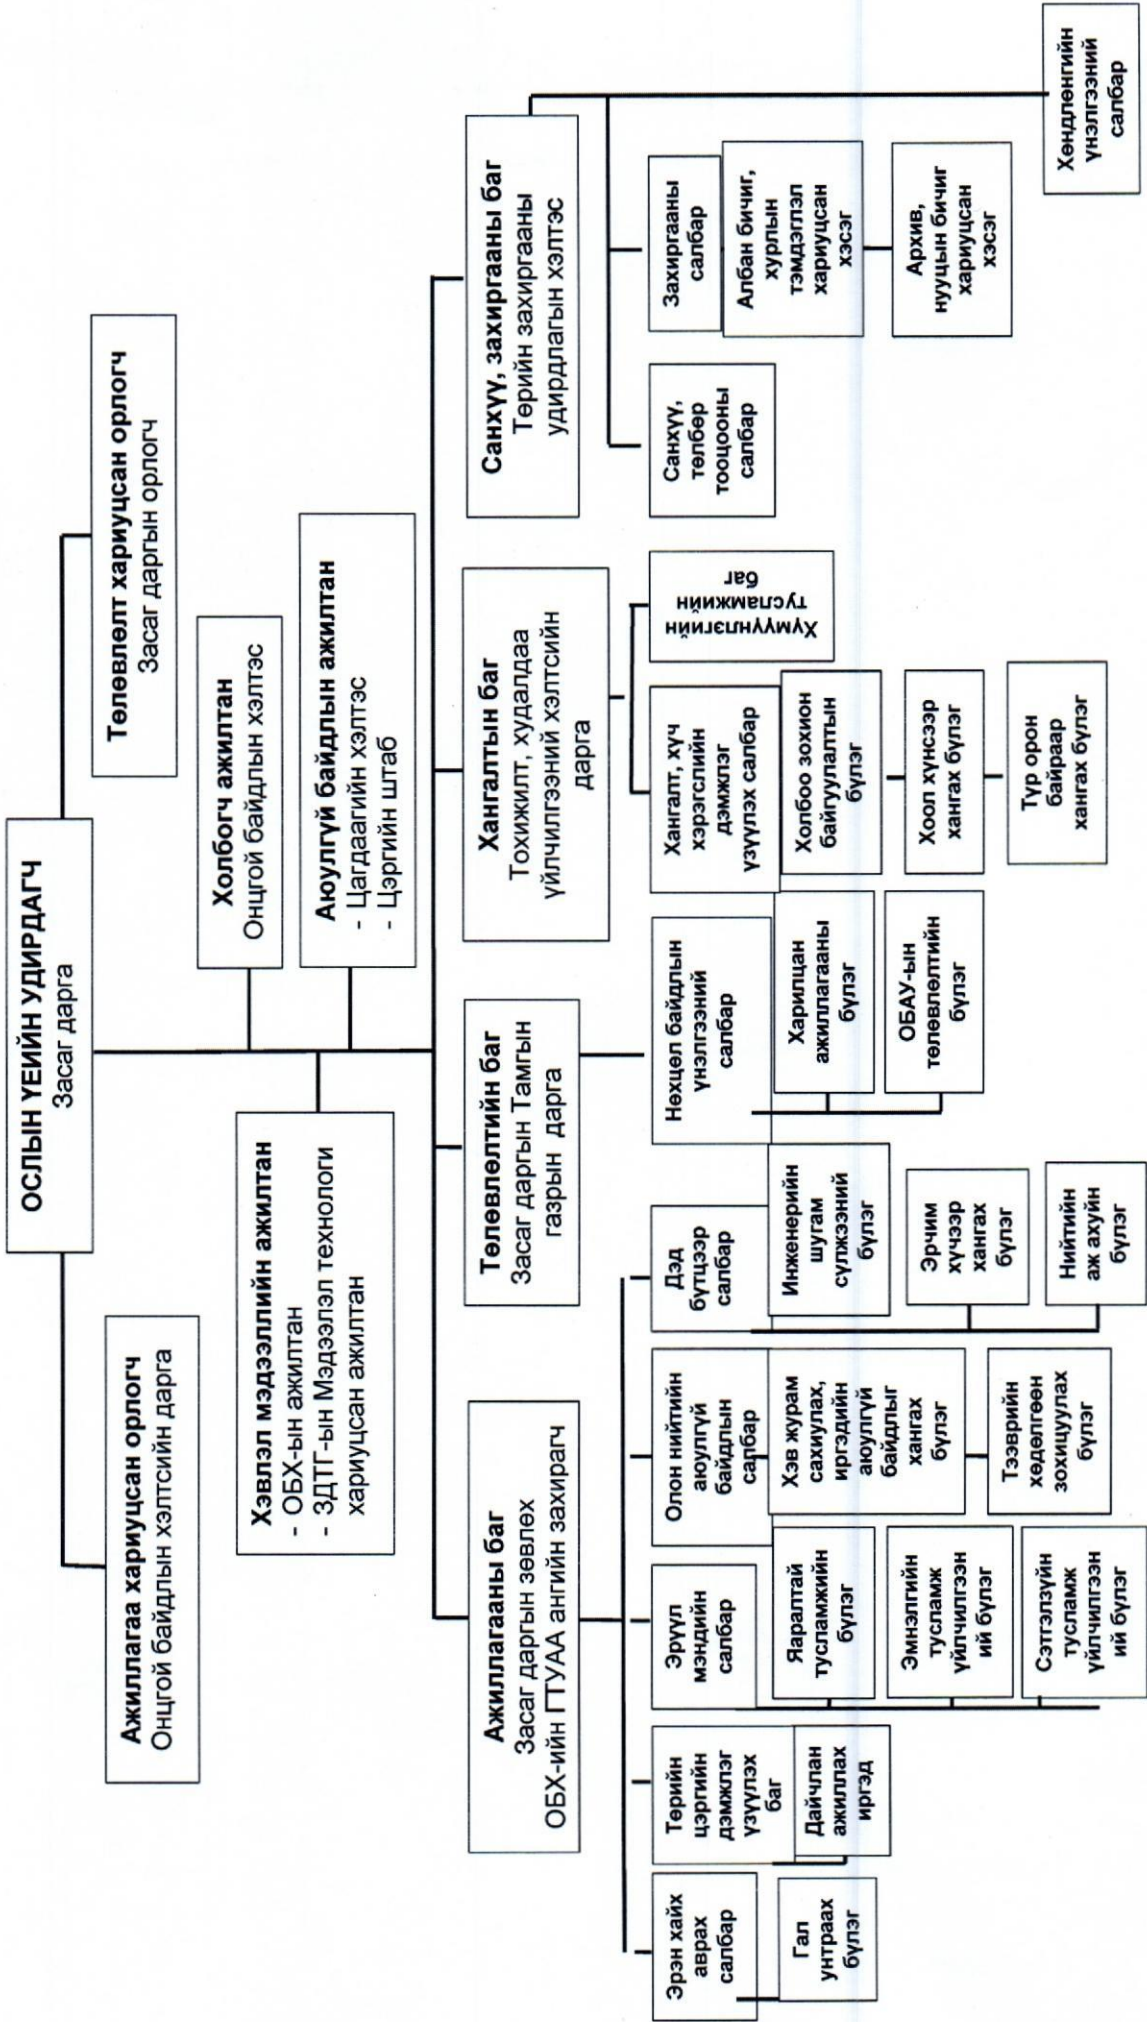 ОСЛЫН ҮЕИЙН УДИРДАГЧ
Засаг дарга
Ажиллагаа хариуцсан орлогч
Онцгой байдлын хэлтсийн дарга
Төлөвлөлт хариуцсан орлогч
Засаг даргын орлогч
Холбогч ажилтан
Онцгой байдлын хэлтэс
Хэвлэл мэдээллийн ажилтан
- ОБХ-ын ажилтан
- ЗДТГ-ын Мэдээлэл технологи
хариуцсан ажилтан
Аюулгүй байдлын ажилтан
- Цагдаагийн хэлтэс
- Цэргийн штаб
Ажиллагааны баг
Засаг даргын зөвлөх
ОБХ-ийн ГТУАА ангийн захирагч
Төлөвлөлтийн баг
Засаг даргын Тамгын
газрын дарга
Хангалтын баг
Тохижилт, худалдаа
үйлчилгээний хэлтсийн
дарга
Санхүү, захиргааны баг
Төрийн захиргааны
удирдлагын хэлтэс
Эрэн хайх
аврах
салбар
Гал
унтраах
бүлэг
Төрийн
цэргийн
дэмжлэг
үзүүлэх
баг
Дайчлан
ажиллах
иргэд
Эрүүл
мэндийн
салбар
Яаралтай
тусламжийн
бүлэг
Эмнэлгийн
тусламж
үйлчилгээн
ий бүлэг
Сэтгэлзүйн
тусламж
үйлчилгээн
ий бүлэг
Олон нийтийн
аюулгүй
байдлын
салбар
Хэв журам
сахиулах,
иргэдийн
аюулгүй
байдлыг
хангах
бүлэг
Тээврийн
хөдөлгөөн
зохицуулах
бүлэг
Дэд
бүтцээр
салбар
Инженерийн
шугам
сүлжээний
бүлэг
Эрчим
хүчээр
хангах
бүлэг
Нийтийн
аж ахуйн
бүлэг
Нөхцөл байдлын
үнэлгээний
салбар
Харилцан
ажиллагааны
бүлэг
ОБАУ-ын
төлөвлөлтийн
бүлэг
Хангалт, хүч
хэрэгслийн
дэмжлэг
үзүүлэх салбар
Холбоо зохион
байгуулалтын
бүлэг
Хоол хүнсээр
хангах бүлэг
Түр орон
байраар
хангах бүлэг
Хүмүүнлэгийн
тусламжийн
баг
Санхүү,
төлбөр
тооцооны
салбар
Захиргааны
салбар
Албан бичиг,
хурлын
тэмдэглэл
хариуцсан
хэсэг
Архив,
нууцын бичиг
хариуцсан
хэсэг
Хөндлөнгийн
үнэлгээний
салбар